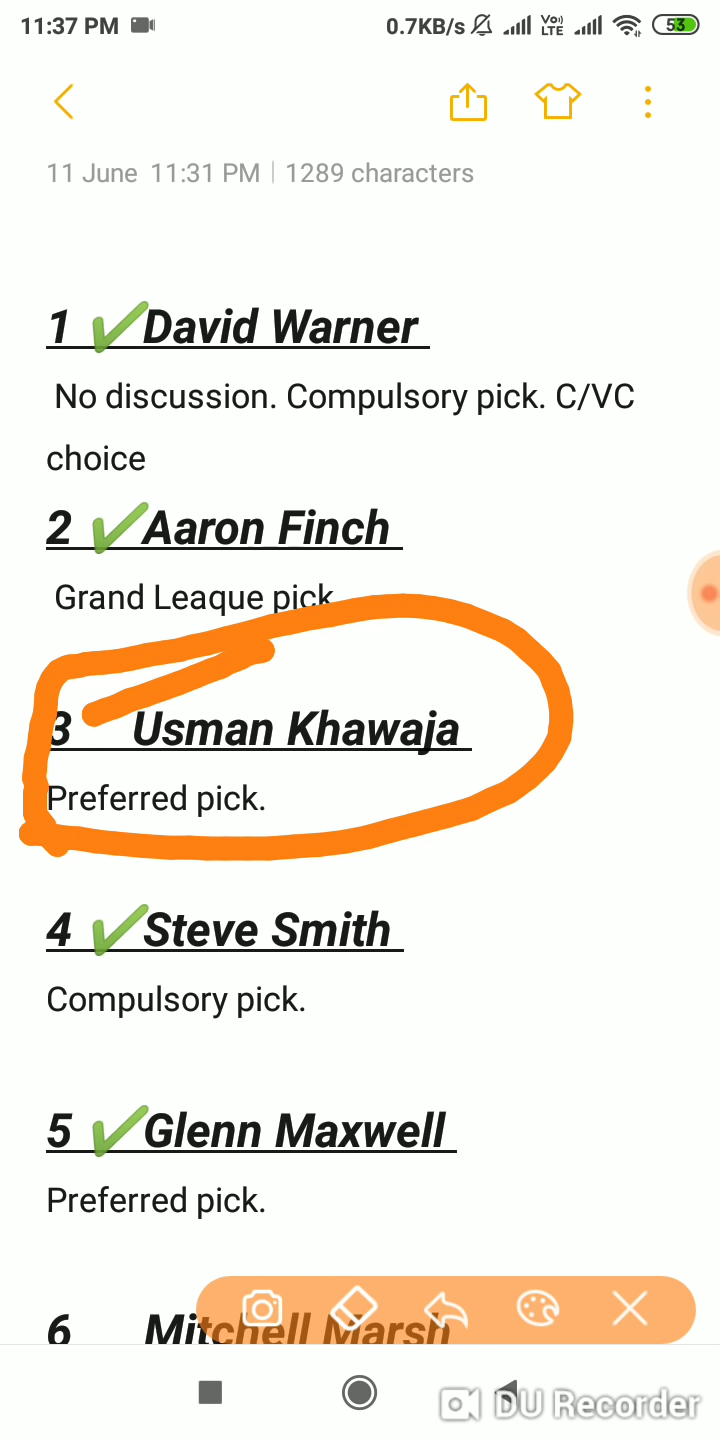 11:37 PM 0.7KB/s Vo) LTE 53
11 June 11:31 PM | 1289 characters
1 ✔David Warner
No discussion. Compulsory pick. C/VC
choice
2 ✔Aaron Finch
Grand Leaque pick
3 Usman Khawaja
Preferred pick.
4 ✔Steve Smith
Compulsory pick.
5 ✔Glenn Maxwell
Preferred pick.
6 Mitchell Marsh
DU Recorder